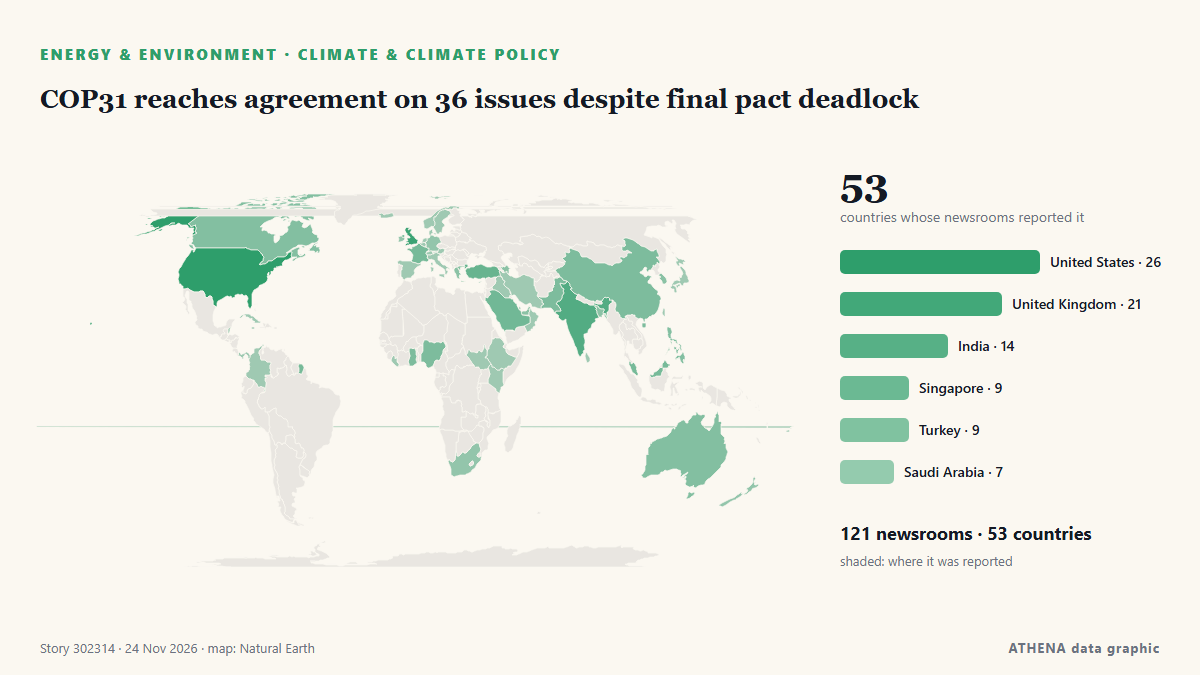 ENERGY & ENVIRONMENT · CLIMATE & CLIMATE POLICY
COP31 reaches agreement on 36 issues despite final pact deadlock
53
countries whose newsrooms reported it
United States · 26
United Kingdom · 21
India · 14
Singapore · 9
Turkey · 9
Saudi Arabia · 7
121 newsrooms · 53 countries
shaded: where it was reported
Story 302314 · 24 Nov 2026 · map: Natural Earth
ATHENA data graphic